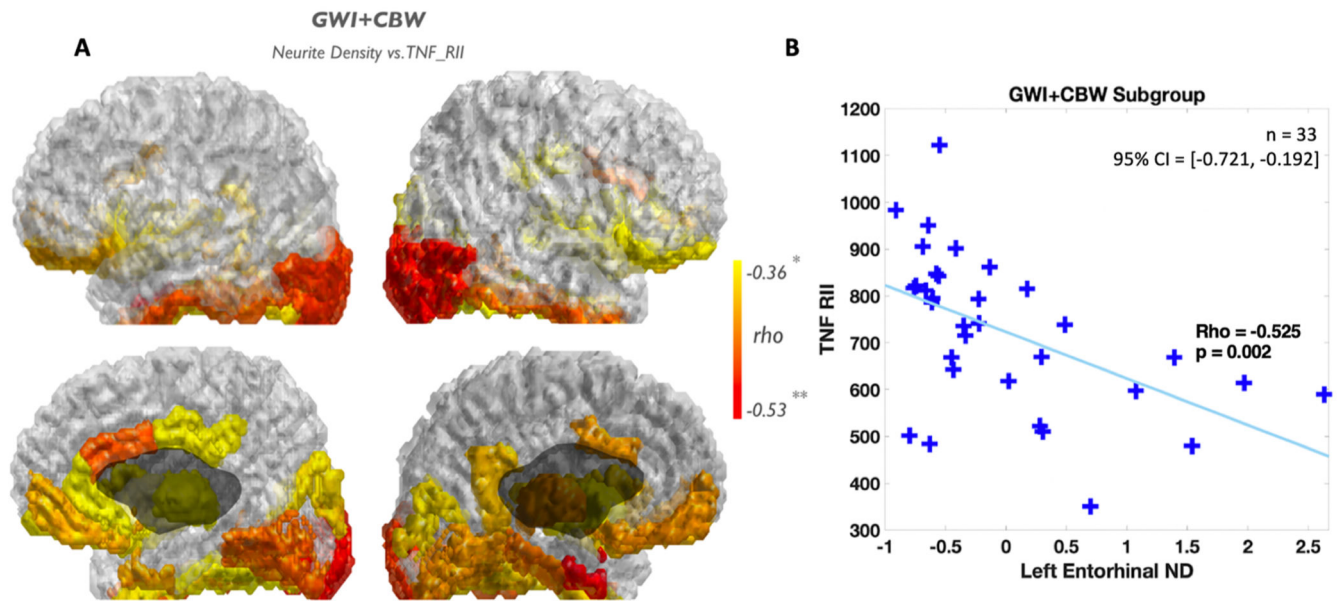 GWI+CBW
A
Neurite Density vs.TNF_RII
-0.36 *
rho
-0.53 **
B
GWI+CBW Subgroup
n = 33
95% CI = [-0.721, -0.192]
Rho = -0.525
p = 0.002
TNF RII
1200
1100
1000
900
800
700
600
500
400
300
-1 -0.5 0 0.5 1 1.5 2 2.5
Left Entorhinal ND